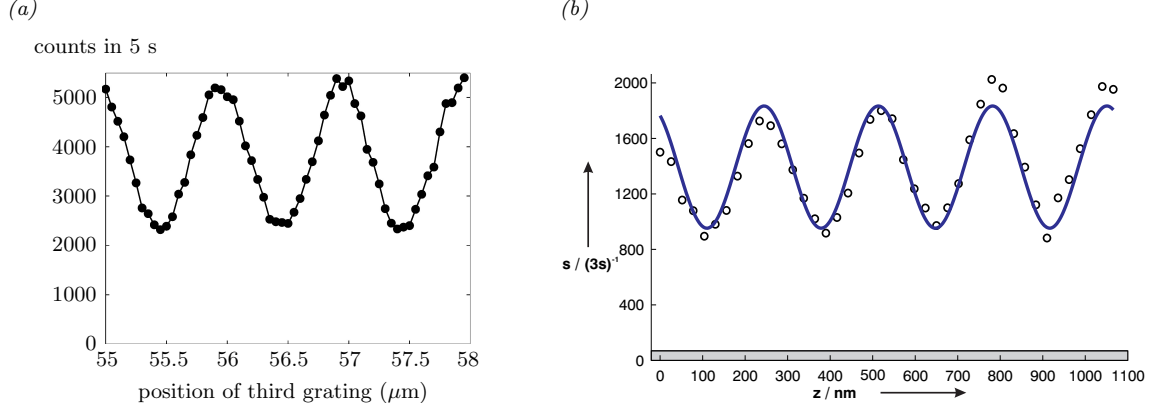 (a)
counts in 5 s
5000
4000
3000
2000
1000
0
55 55.5 56 56.5 57 57.5 58
position of third grating (μm)
(b)
2000
1600
1200
800
400
0
s / (3s)⁻¹
0 100 200 300 400 500 600 700 800 900 1000 1100
z / nm